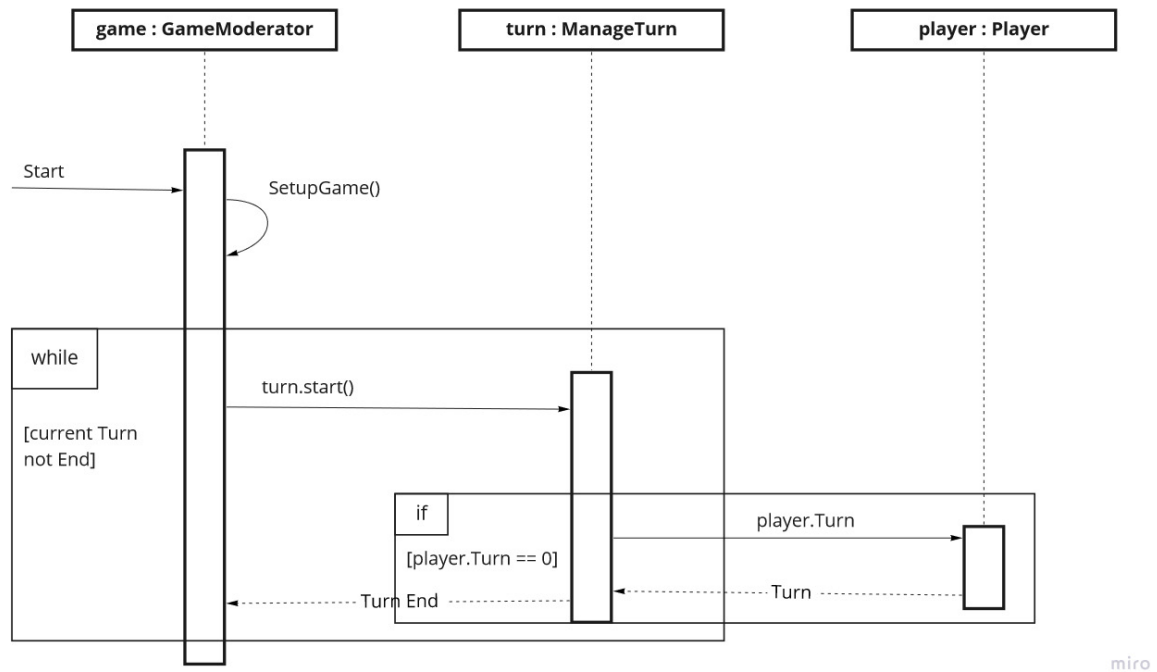 game : GameModerator
turn : ManageTurn
player : Player
Start
SetupGame()
while
turn.start()
[current Turn
not End]
if
player.Turn
[player.Turn == 0]
Turn
Turn End
miro